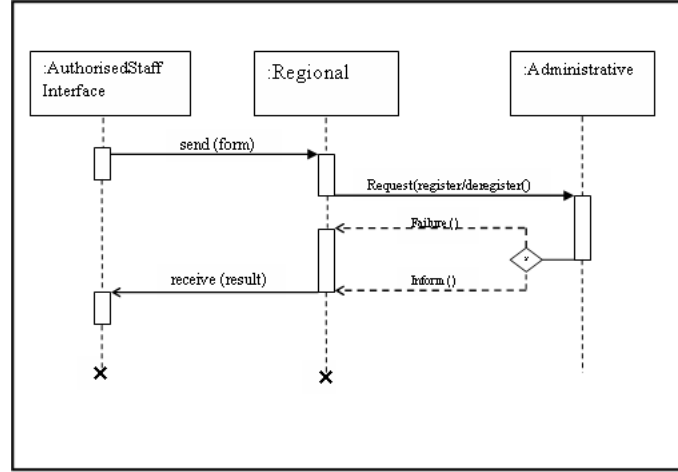 :AuthorisedStaff
Interface
:Regional
:Administrative
send (form)
Request(register/deregister()
Failure ()
x
receive (result)
Inform ()